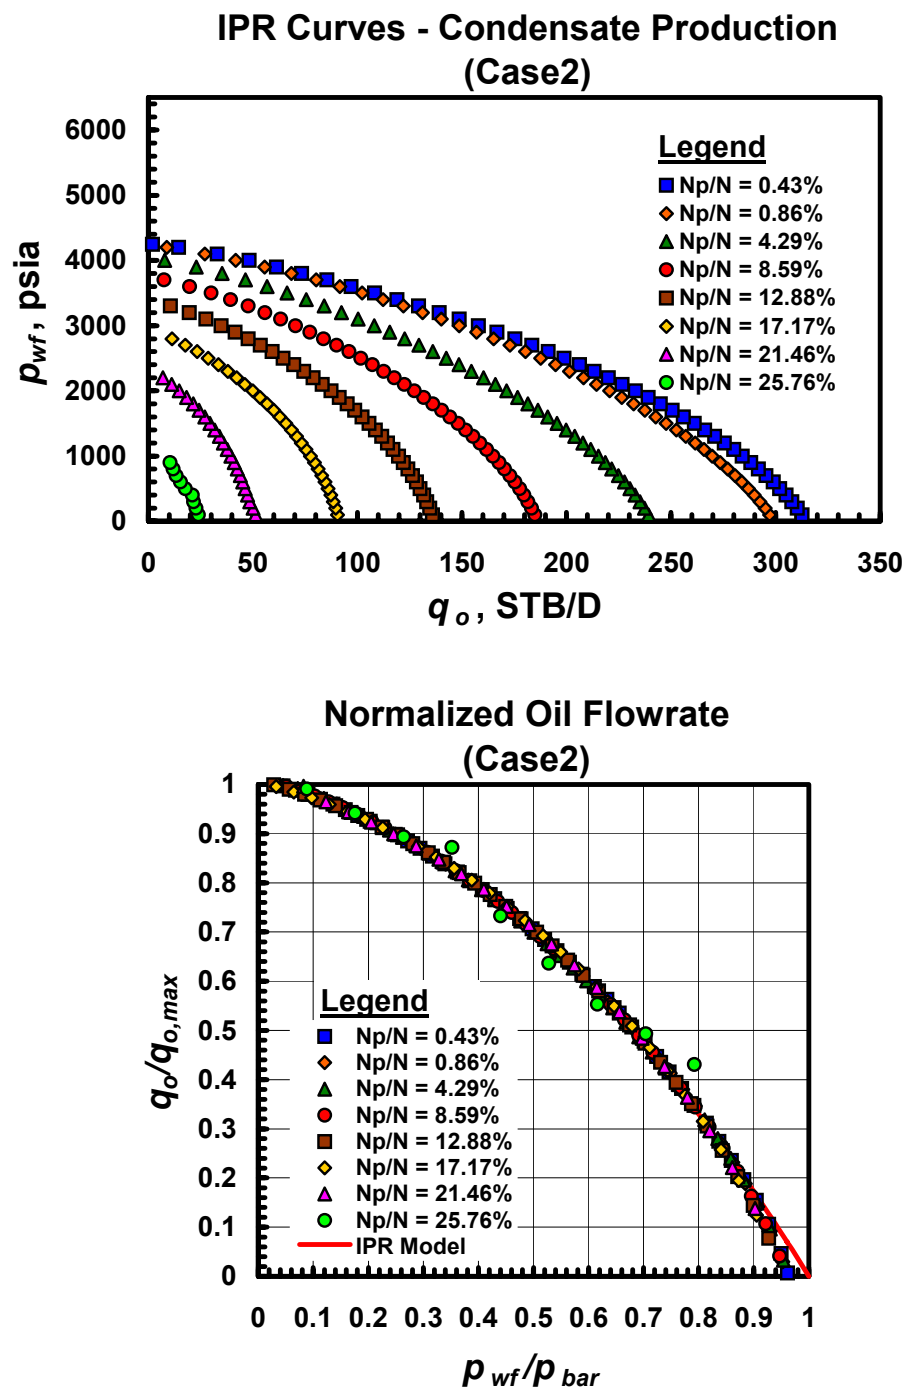 IPR Curves - Condensate Production
(Case2)
6000
5000
4000
3000
2000
1000
0
p wf , psia
Legend
Np/N = 0.43%
Np/N = 0.86%
Np/N = 4.29%
Np/N = 8.59%
Np/N = 12.88%
Np/N = 17.17%
Np/N = 21.46%
Np/N = 25.76%
0 50 100 150 200 250 300 350
q o , STB/D
Normalized Oil Flowrate
(Case2)
1
0.9
0.8
0.7
0.6
0.5
0.4
0.3
0.2
0.1
0
q o /q o,max
Legend
Np/N = 0.43%
Np/N = 0.86%
Np/N = 4.29%
Np/N = 8.59%
Np/N = 12.88%
Np/N = 17.17%
Np/N = 21.46%
Np/N = 25.76%
IPR Model
0 0.1 0.2 0.3 0.4 0.5 0.6 0.7 0.8 0.9 1
p wf /p bar